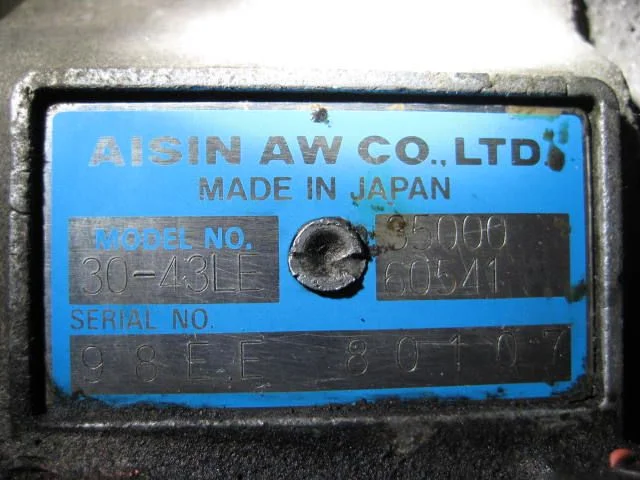 AISIN AW CO., LTD.
MADE IN JAPAN
MODEL NO.
30-43LE
35000
60541
SERIAL NO.
98EE 80107